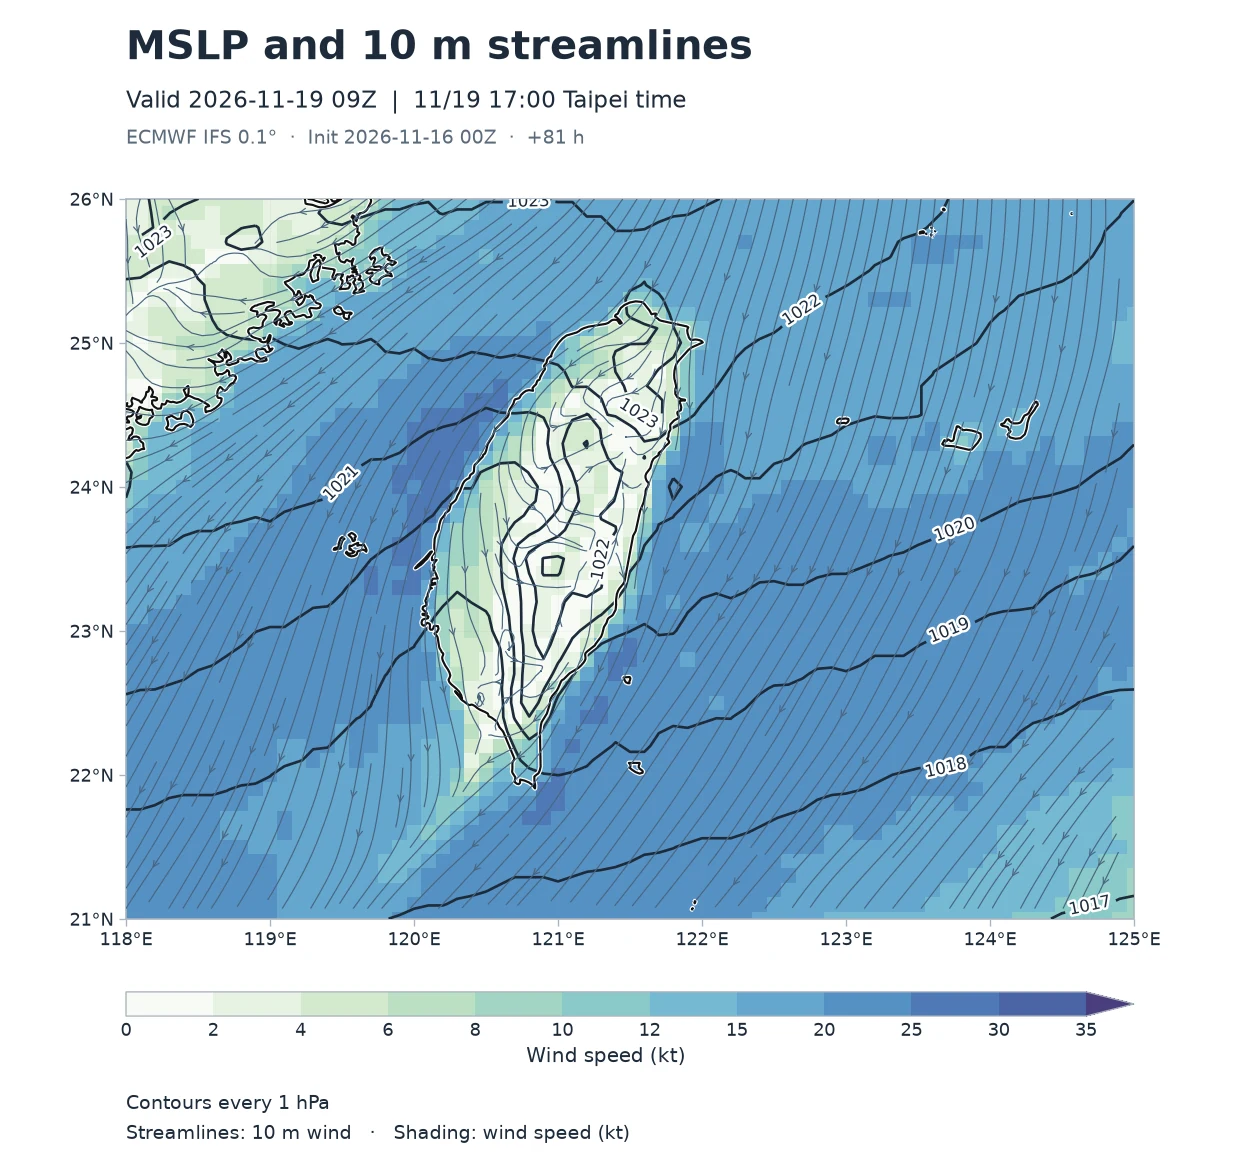 MSLP and 10 m streamlines
Valid 2026-11-19 09Z | 11/19 17:00 Taipei time
ECMWF IFS 0.1° · Init 2026-11-16 00Z · +81 h
26°N
25°N
24°N
23°N
22°N
21°N
1023
1023
1022
1023
1021
1022
1020
1019
1018
1017
118°E 119°E 120°E 121°E 122°E 123°E 124°E 125°E
0 2 4 6 8 10 12 15 20 25 30 35
Wind speed (kt)
Contours every 1 hPa
Streamlines: 10 m wind · Shading: wind speed (kt)